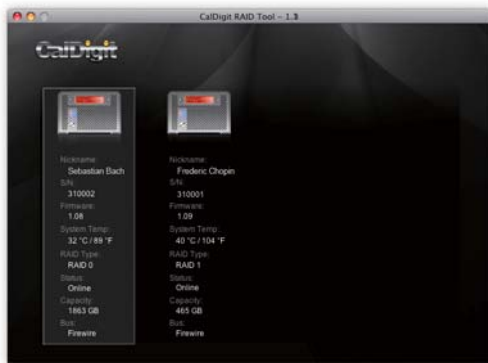 CalDigit RAID Tool - 1.3
CalDigit
Nickname:
Sebastian Bach
S/N:
310002
Firmware:
1.08
System Temp:
32 °C / 89 °F
RAID Type:
RAID 0
Status:
Online
Capacity:
1863 GB
Bus:
Firewire
Nickname:
Frederic Chopin
S/N:
310001
Firmware:
1.09
System Temp:
40 °C / 104 °F
RAID Type:
RAID 1
Status:
Online
Capacity:
465 GB
Bus:
Firewire